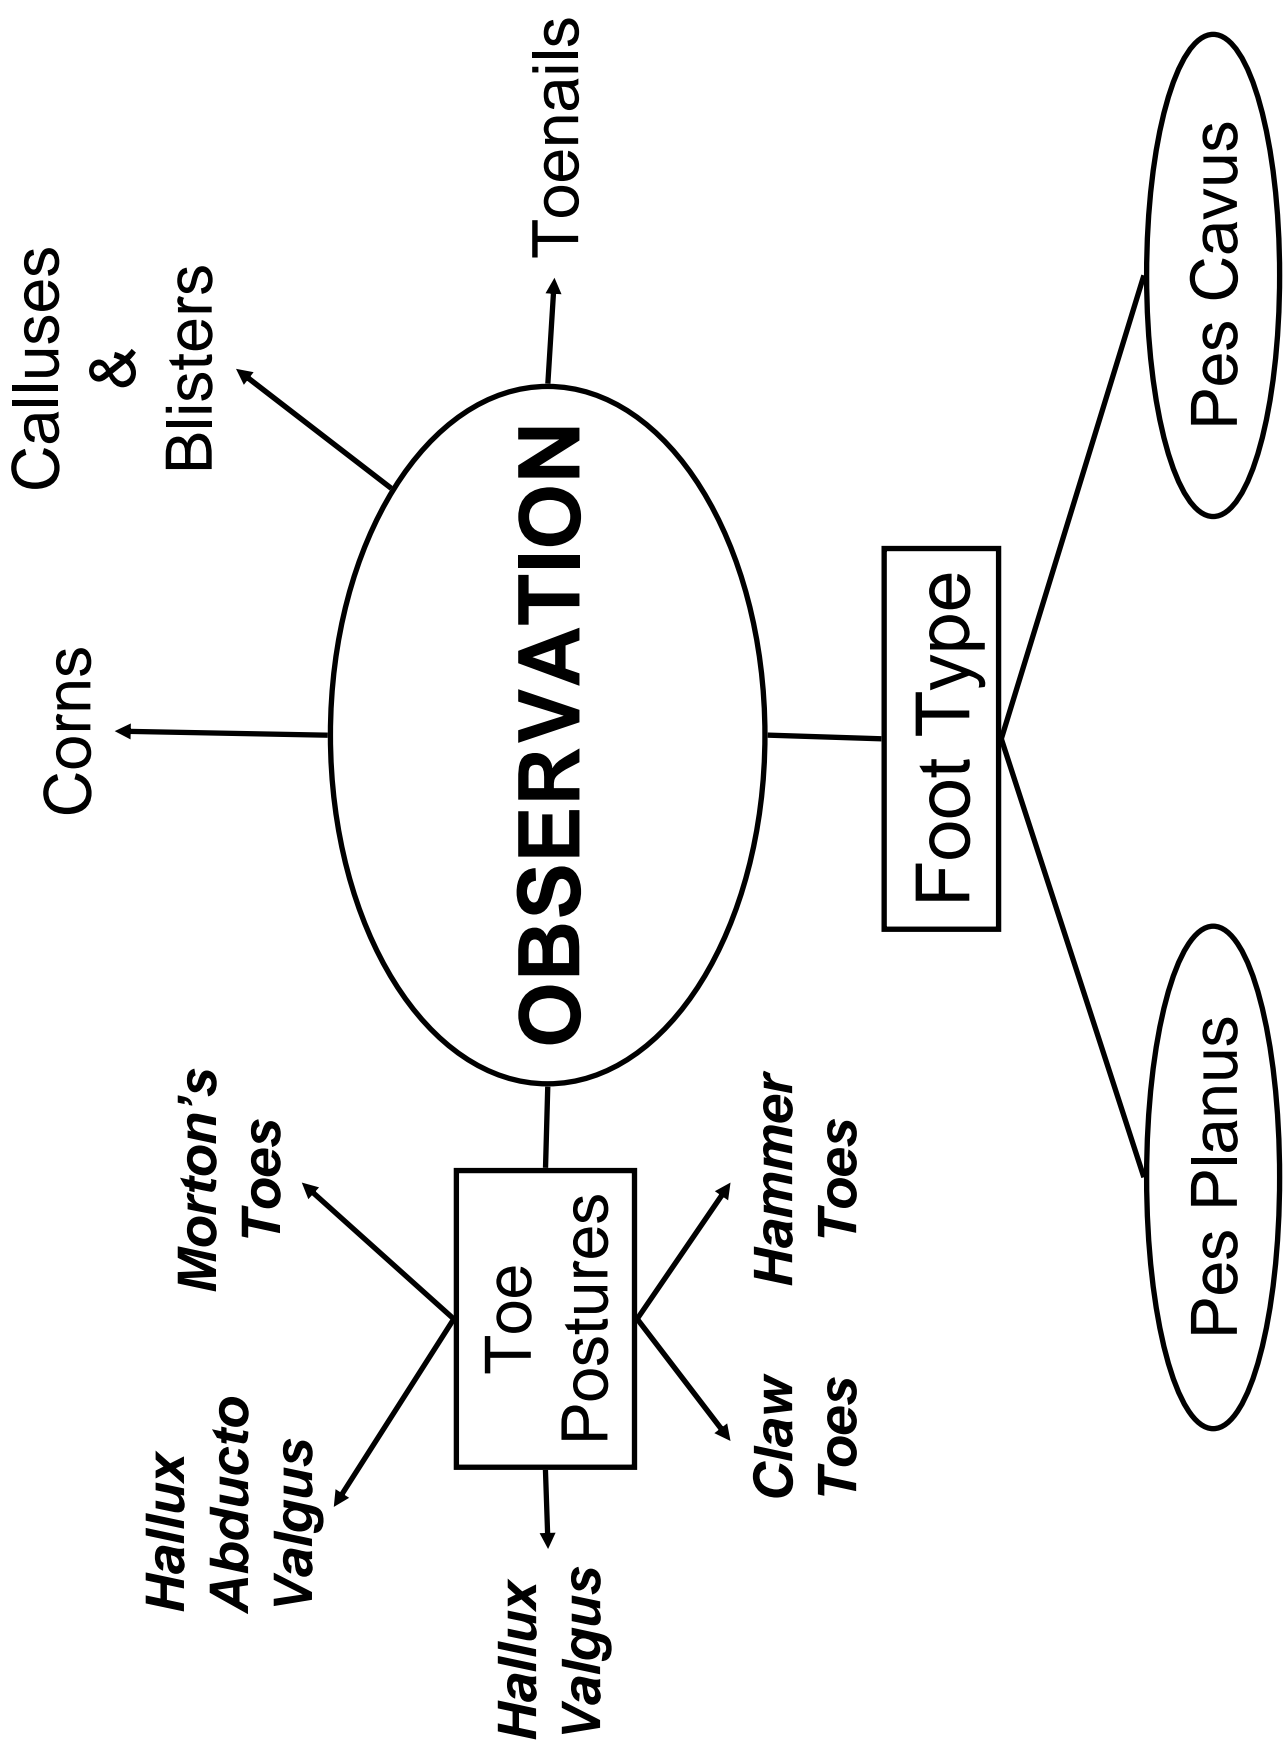 Corns
Calluses
&
Blisters
Hallux
Abducto
Valgus
Morton’s
Toes
OBSERVATION
Toenails
Toe
Postures
Hallux
Valgus
Claw
Toes
Hammer
Toes
Foot Type
Pes Planus
Pes Cavus